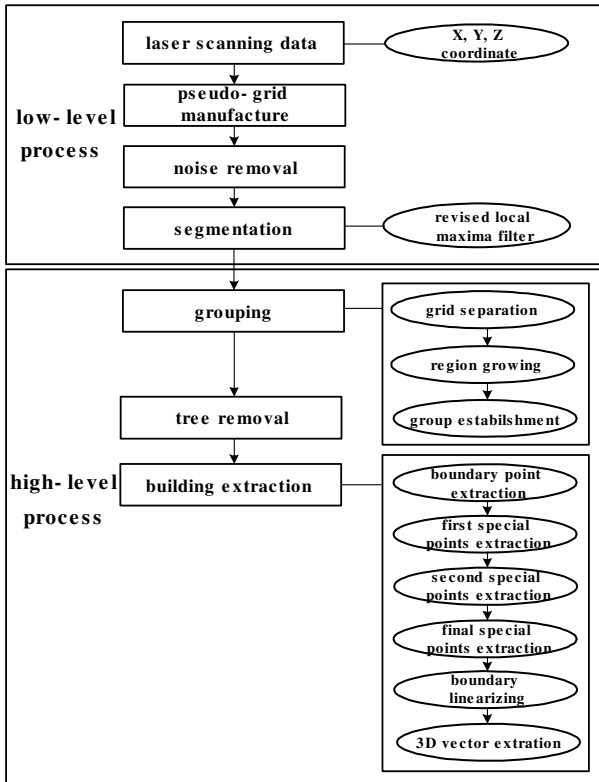 laser scanning data
X, Y, Z
coordinate
pseudo-grid
manufacture
low-level
process
noise removal
segmentation
revised local
maxima filter
grouping
grid separation
region growing
group estabilshment
tree removal
high-level
process
building extraction
boundary point
extraction
first special
points extraction
second special
points extraction
final special
points extraction
boundary
linearizing
3D vector extration